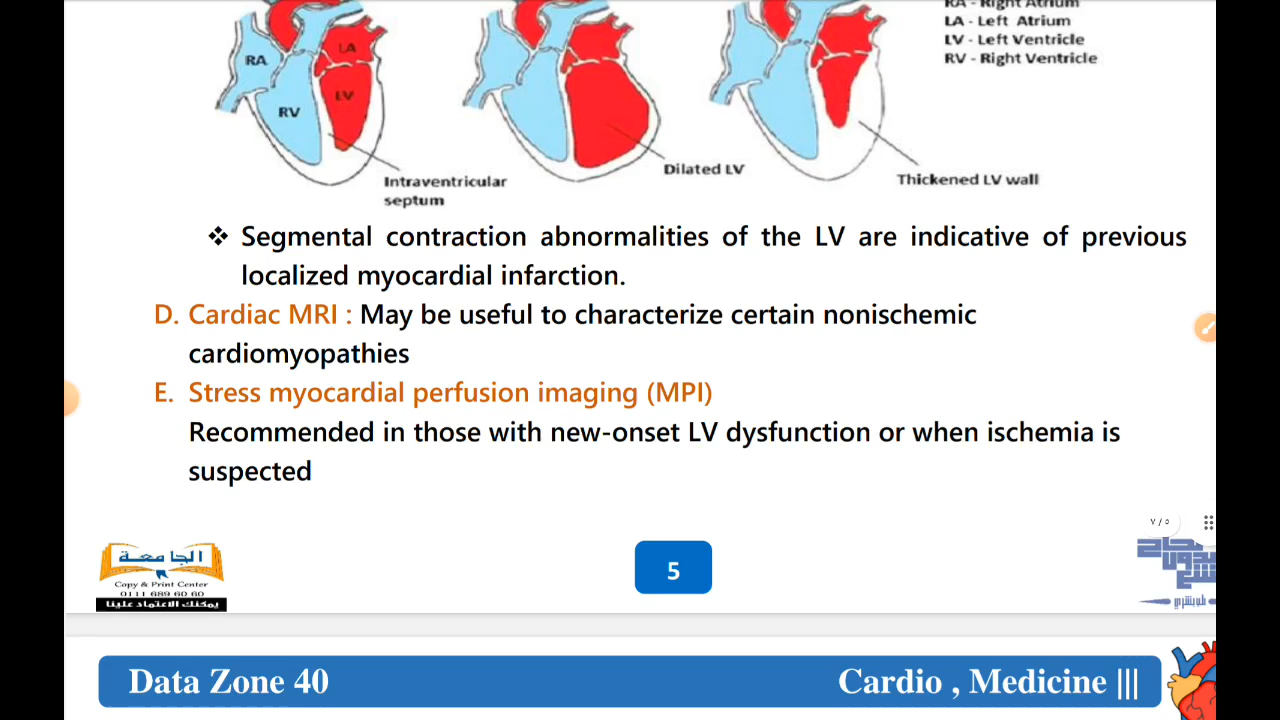 RA - Right Atrium
LA - Left Atrium
LV - Left Ventricle
RV - Right Ventricle
RA
LA
LV
RV
Intraventricular
septum
Dilated LV
Thickened LV wall
❖ Segmental contraction abnormalities of the LV are indicative of previous
localized myocardial infarction.
D. Cardiac MRI : May be useful to characterize certain nonischemic
cardiomyopathies
E. Stress myocardial perfusion imaging (MPI)
Recommended in those with new-onset LV dysfunction or when ischemia is
suspected
٧ / ٥
الجامعة
Copy & Print Center
0111 689 60 60
يمكنك الاعتماد علينا
5
Data Zone 40
Cardio , Medicine |||